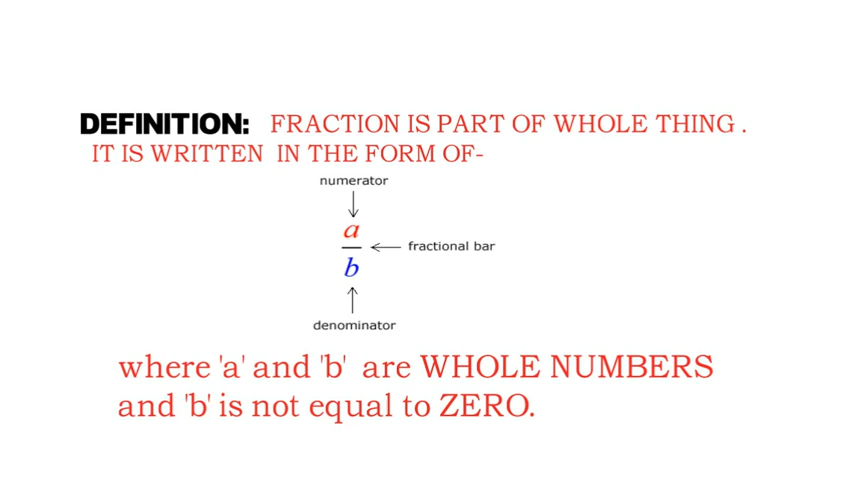 DEFINITION: FRACTION IS PART OF WHOLE THING .
IT IS WRITTEN IN THE FORM OF-
numerator
a
fractional bar
b
denominator
where 'a' and 'b' are WHOLE NUMBERS
and 'b' is not equal to ZERO.